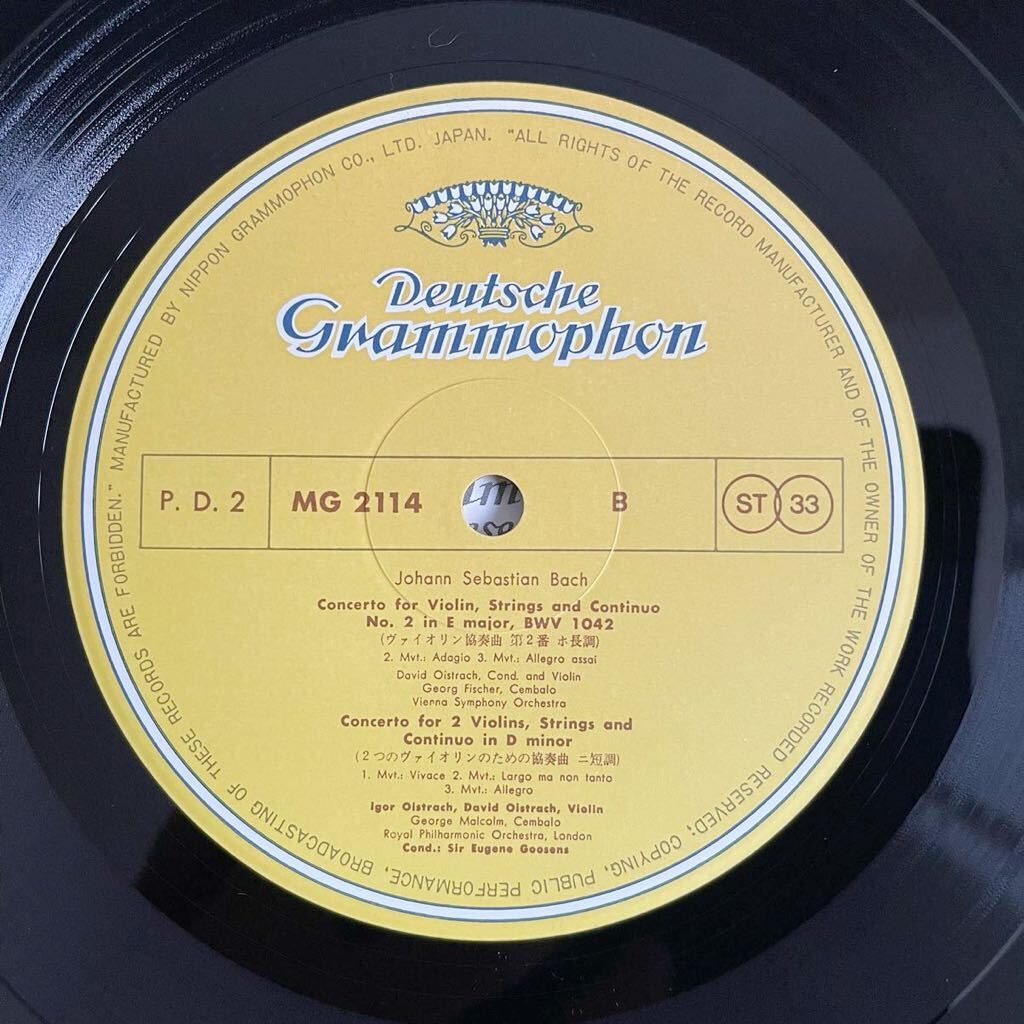 MANUFACTURED BY NIPPON GRAMMOPHON CO., LTD. JAPAN. "ALL RIGHTS OF THE RECORD MANUFACTURER AND OF THE OWNER OF THE WORK RECORDED RESERVED; COPYING, PUBLIC PERFORMANCE, BROADCASTING OF THESE RECORDS ARE FORBIDDEN."
Deutsche
Grammophon
P. D. 2 MG 2114 B ST 33
Johann Sebastian Bach
Concerto for Violin, Strings and Continuo
No. 2 in E major, BWV 1042
(ヴァイオリン協奏曲 第2番 ホ長調)
2. Mvt.: Adagio 3. Mvt.: Allegro assai
David Oistrach, Cond. and Violin
Georg Fischer, Cembalo
Vienna Symphony Orchestra
Concerto for 2 Violins, Strings and
Continuo in D minor
(2つのヴァイオリンのための協奏曲 ニ短調)
1. Mvt.: Vivace 2. Mvt.: Largo ma non tanto
3. Mvt.: Allegro
Igor Oistrach, David Oistrach, Violin
George Malcolm, Cembalo
Royal Philharmonic Orchestra, London
Cond.: Sir Eugene Goosens